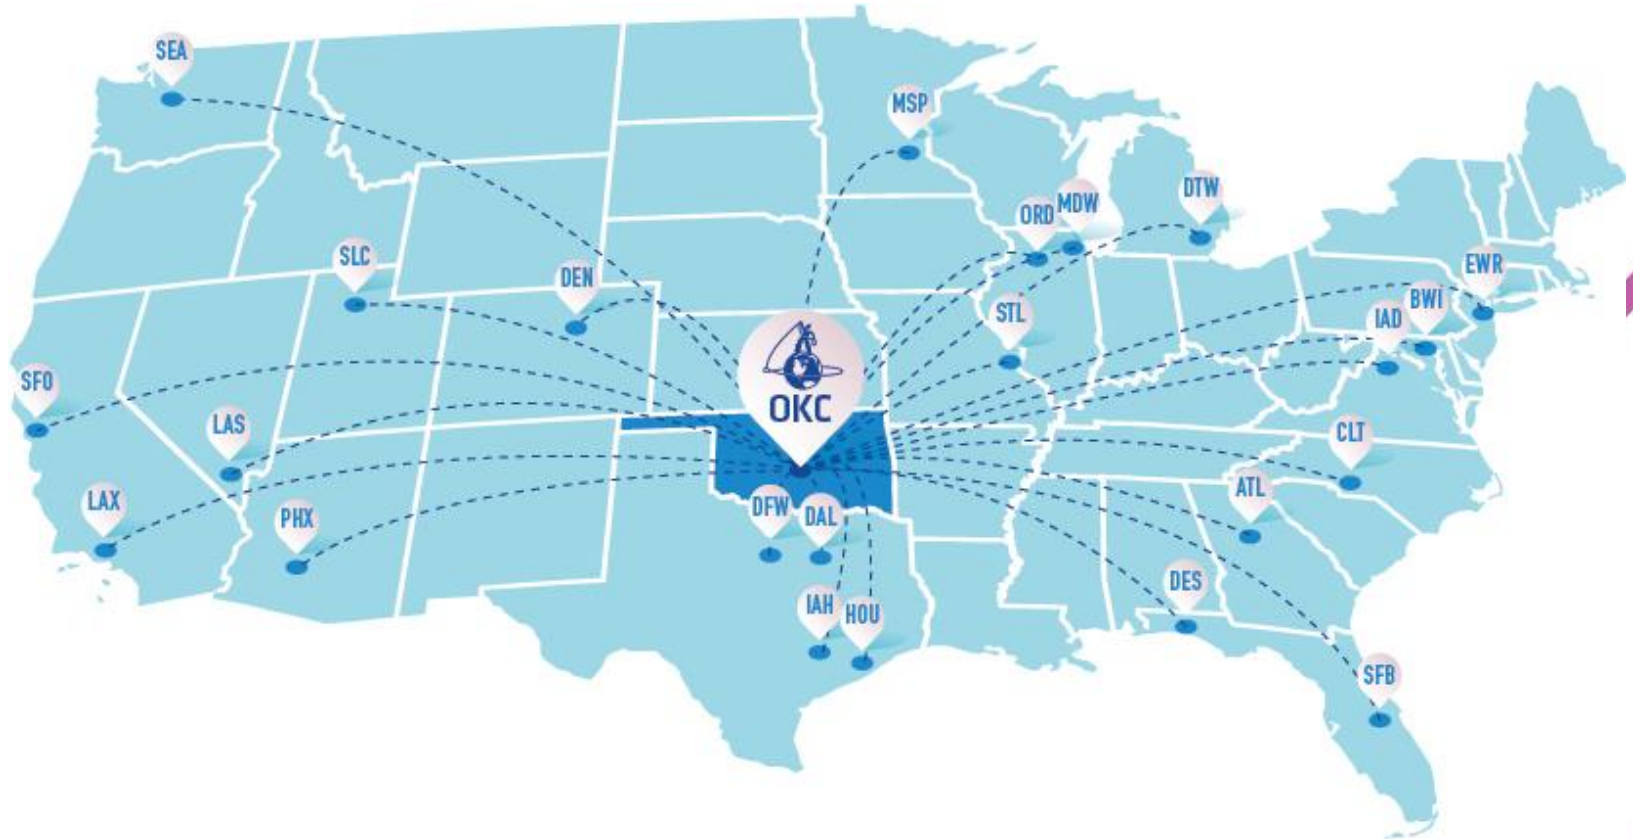 SEA
MSP
DTW
MDW
ORD
SLC
DEN
EWR
BWI
IAD
STL
SFO
OKC
LAS
CLT
LAX
PHX
DFW
DAL
ATL
DES
IAH
HOU
SFB